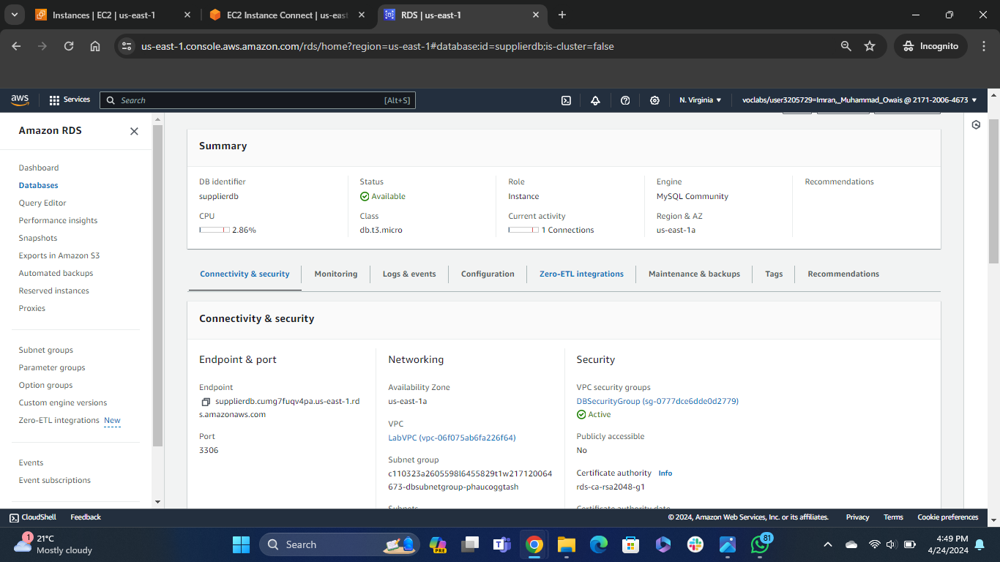 Instances | EC2 | us-east-1
EC2 Instance Connect | us-east
RDS | us-east-1
us-east-1.console.aws.amazon.com/rds/home?region=us-east-1#database:id=supplierdb;is-cluster=false
Incognito
aws
Services
Search
[Alt+S]
N. Virginia
voclabs/user3205729=Imran,_Muhammad_Owais @ 2171-2006-4673
Amazon RDS
Dashboard
Databases
Query Editor
Performance insights
Snapshots
Exports in Amazon S3
Automated backups
Reserved instances
Proxies
Subnet groups
Parameter groups
Option groups
Custom engine versions
Zero-ETL integrations New
Events
Event subscriptions
Summary
DB identifier
supplierdb
Status
Available
Role
Instance
Engine
MySQL Community
Recommendations
CPU
2.86%
Class
db.t3.micro
Current activity
1 Connections
Region & AZ
us-east-1a
Connectivity & security
Monitoring
Logs & events
Configuration
Zero-ETL integrations
Maintenance & backups
Tags
Recommendations
Connectivity & security
Endpoint & port
Endpoint
supplierdb.cumg7fuqv4pa.us-east-1.rd
s.amazonaws.com
Port
3306
Networking
Availability Zone
us-east-1a
VPC
LabVPC (vpc-06f075ab6fa226f64)
Subnet group
c110323a2605598l6455829t1w217120064
673-dbsubnetgroup-phaucoggtash
Subnets
Security
VPC security groups
DBSecurityGroup (sg-0777dce6dde0d2779)
Active
Publicly accessible
No
Certificate authority Info
rds-ca-rsa2048-g1
Certificate authority date
CloudShell
Feedback
© 2024, Amazon Web Services, Inc. or its affiliates.
Privacy
Terms
Cookie preferences
1
21°C
Mostly cloudy
Search
PRE
81
4:49 PM
4/24/2024